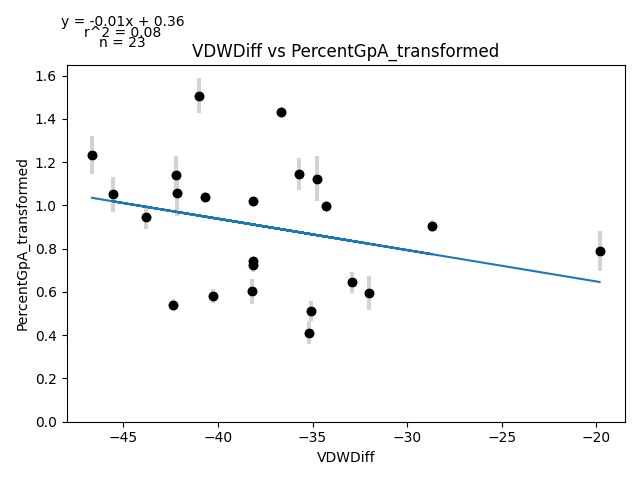 y = -0.01x + 0.36
r^2 = 0.08
n = 23
VDWDiff vs PercentGpA_transformed
1.6
1.4
1.2
1.0
0.8
0.6
0.4
0.2
0.0
PercentGpA_transformed
−45
−40
−35
−30
−25
−20
VDWDiff